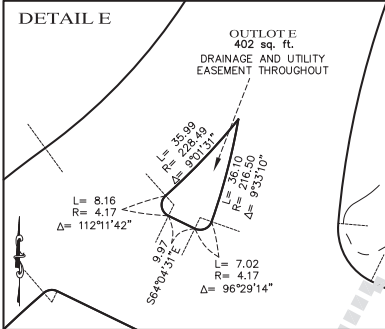 DETAIL E
OUTLOT E
402 sq. ft.
DRAINAGE AND UTILITY
EASEMENT THROUGHOUT
L= 35.99
R= 228.49
Δ= 9°01'31"
L= 36.10
R= 216.50
Δ= 9°33'10"
L= 8.16
R= 4.17
Δ= 112°11'42"
9.97
S64°04'31"E
L= 7.02
R= 4.17
Δ= 96°29'14"